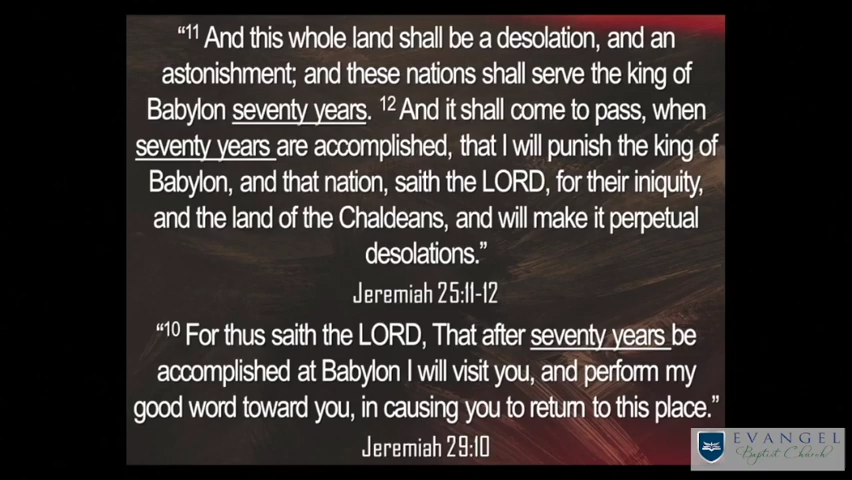 “11 And this whole land shall be a desolation, and an
astonishment; and these nations shall serve the king of
Babylon seventy years. 12 And it shall come to pass, when
seventy years are accomplished, that I will punish the king of
Babylon, and that nation, saith the LORD, for their iniquity,
and the land of the Chaldeans, and will make it perpetual
desolations.”
Jeremiah 25:11-12
“10 For thus saith the LORD, That after seventy years be
accomplished at Babylon I will visit you, and perform my
good word toward you, in causing you to return to this place.”
Jeremiah 29:10
EVANGEL
Baptist Church